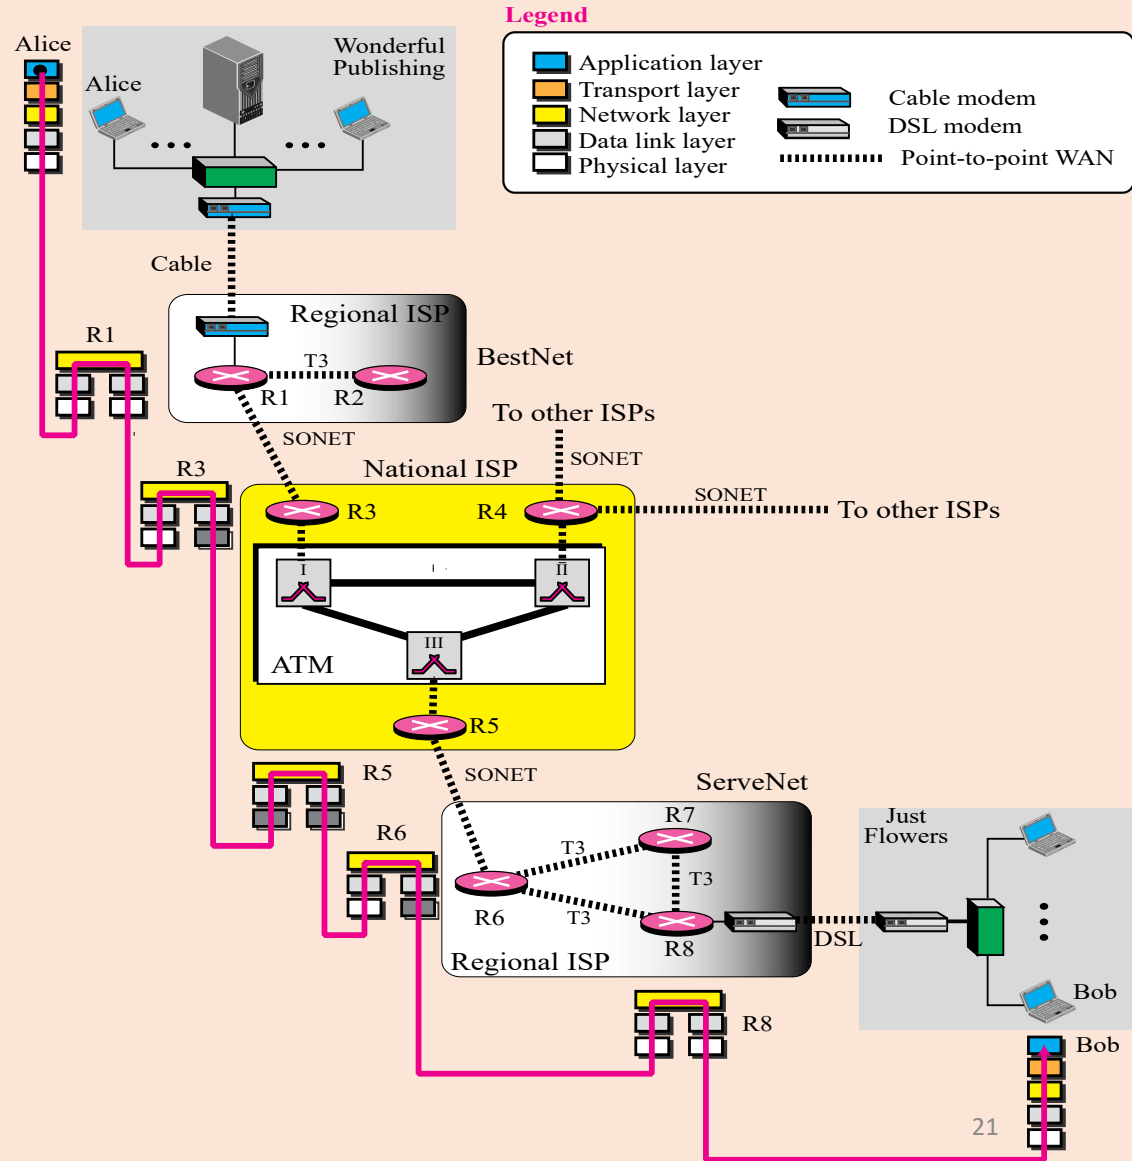 Legend
Application layer
Transport layer
Network layer
Data link layer
Physical layer
Cable modem
DSL modem
Point-to-point WAN
Alice
Alice
Wonderful
Publishing
Cable
Regional ISP
BestNet
R1
T3
R1
R2
SONET
To other ISPs
SONET
National ISP
R3
R3
R4
SONET
To other ISPs
I
II
III
ATM
R5
R5
SONET
ServeNet
R6
R7
T3
T3
R6
T3
R8
Regional ISP
DSL
Just
Flowers
Bob
R8
Bob
21